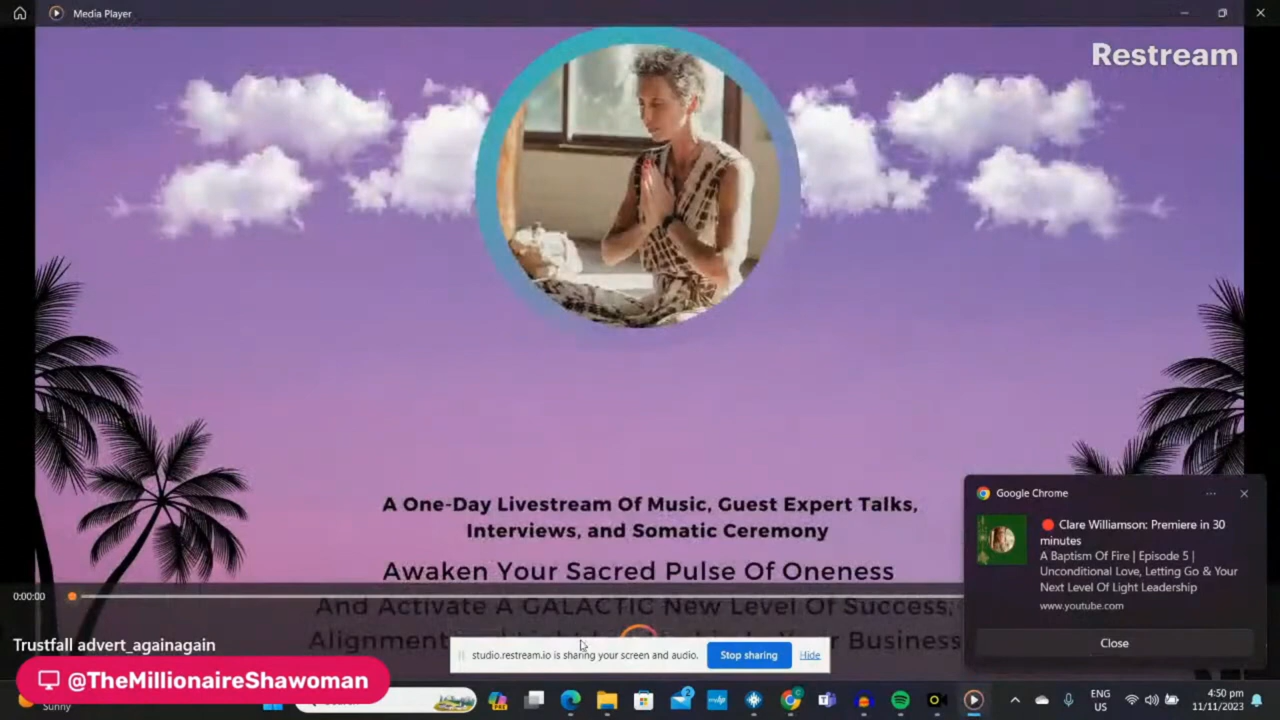 Media Player
Restream
A One-Day Livestream Of Music, Guest Expert Talks,
Interviews, and Somatic Ceremony
Awaken Your Sacred Pulse Of Oneness
And Activate A GALACTIC New Level Of Success,
Alignment
Your Business
0:00:00
Trustfall advert_againagain
@TheMillionaireShawoman
studio.restream.io is sharing your screen and audio.
Stop sharing
Hide
Google Chrome
Clare Williamson: Premiere in 30
minutes
A Baptism Of Fire | Episode 5 |
Unconditional Love, Letting Go & Your
Next Level Of Light Leadership
www.youtube.com
Close
Sunny
2
ENG
US
4:50 pm
11/11/2023